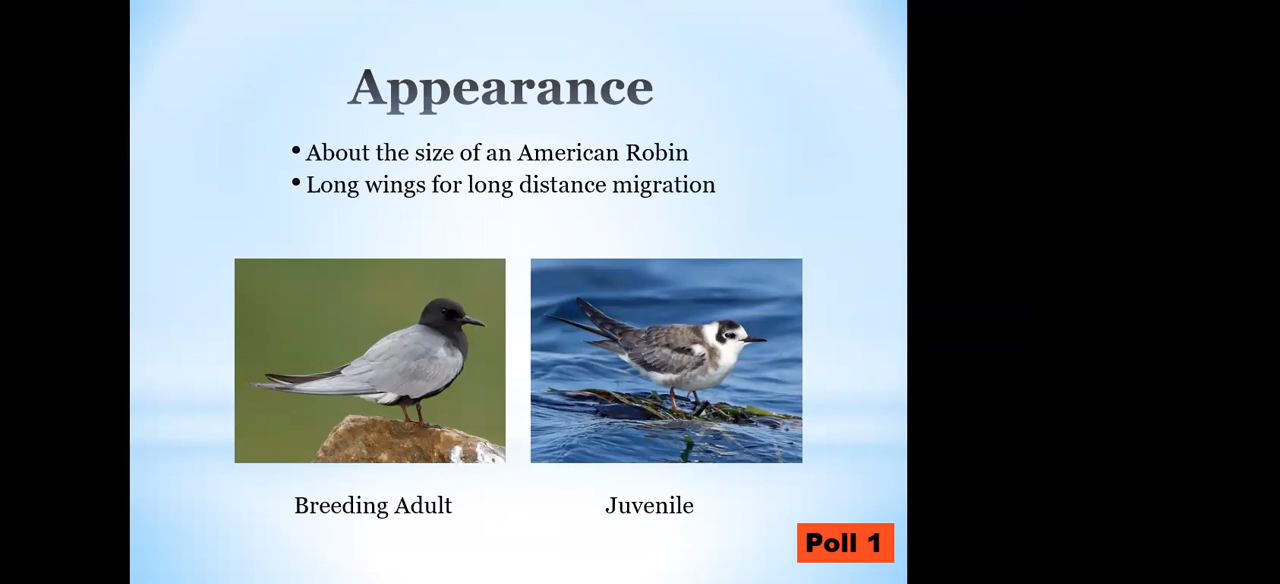 Appearance
• About the size of an American Robin
• Long wings for long distance migration
Breeding Adult
Juvenile
Poll 1